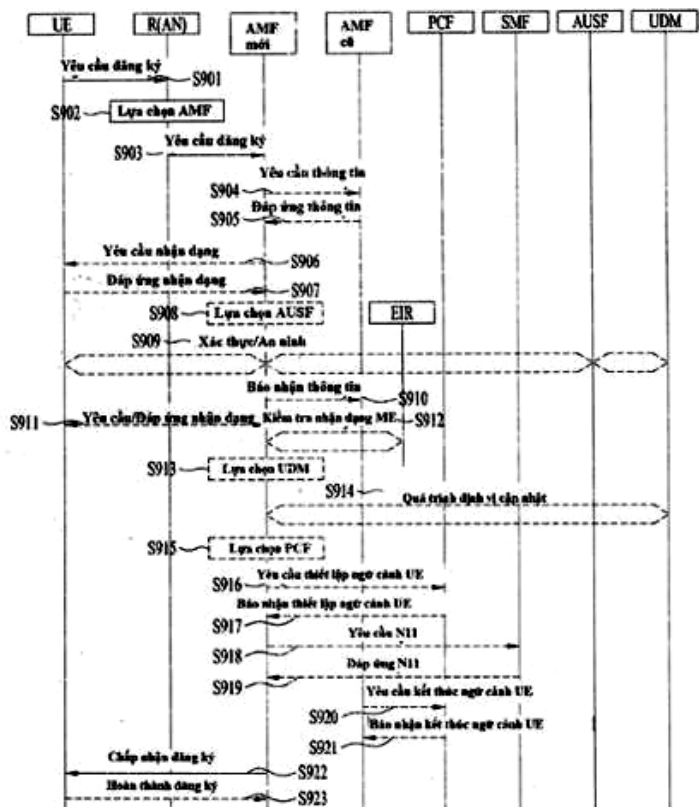 UE R(AN) AMF mới AMF cũ PCF SMF AUSF UDM
Yêu cầu đăng ký
S901
S902 Lựa chọn AMF
Yêu cầu đăng ký
S903
Yêu cầu thông tin
S904
Đáp ứng thông tin
S905
Yêu cầu nhận dạng
S906
Đáp ứng nhận dạng
S907
S908 Lựa chọn AUSF
EIR
S909 Xác thực/An ninh
Báo nhận thông tin
S910
S911 Yêu cầu/Đáp ứng nhận dạng Kiểm tra nhận dạng ME S912
S913 Lựa chọn UDM
S914
Quá trình định vị cập nhật
S915 Lựa chọn PCF
Yêu cầu thiết lập ngữ cảnh UE
S916
Báo nhận thiết lập ngữ cảnh UE
S917
Yêu cầu N11
S918
Đáp ứng N11
S919
Yêu cầu kết thúc ngữ cảnh UE
S920
Báo nhận kết thúc ngữ cảnh UE
S921
Chấp nhận đăng ký
S922
Hoàn thành đăng ký
S923